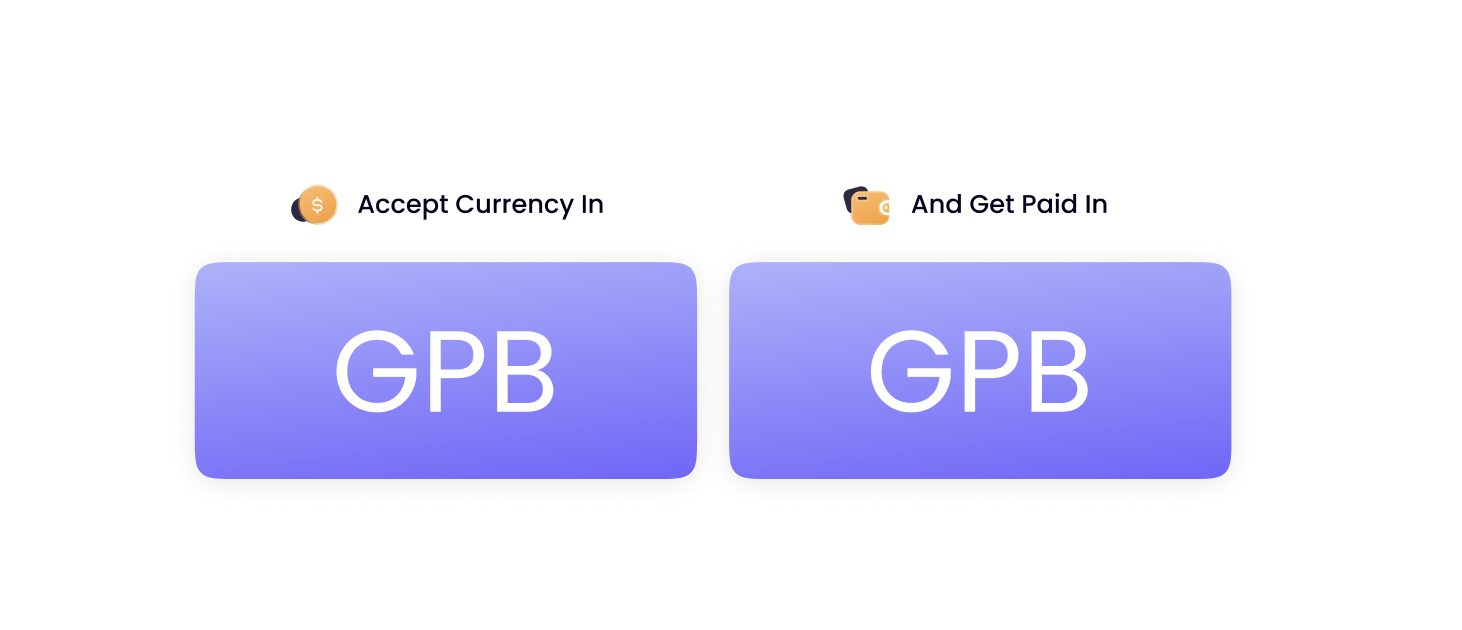 $
Accept Currency In
And Get Paid In
GPB
GPB